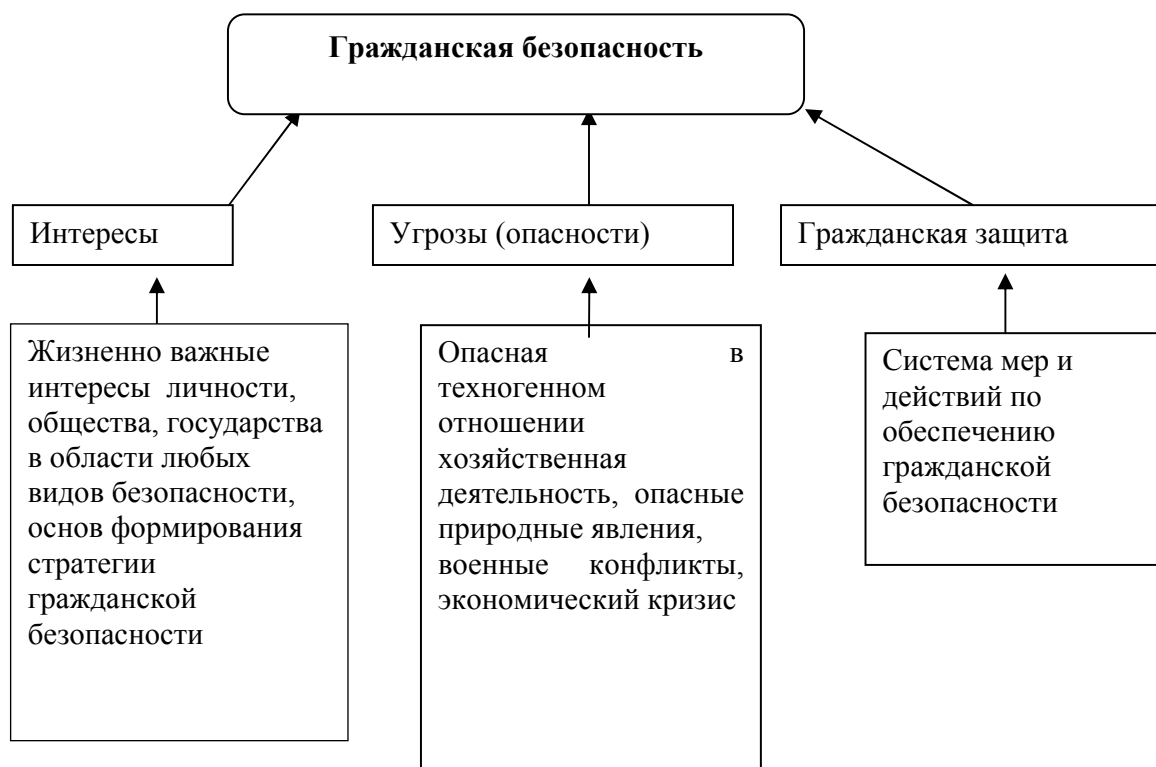 Гражданская безопасность
Интересы
Угрозы (опасности)
Гражданская защита
Жизненно важные
интересы личности,
общества, государства
в области любых
видов безопасности,
основ формирования
стратегии
гражданской
безопасности
Опасная в
техногенном
отношении
хозяйственная
деятельность, опасные
природные явления,
военные конфликты,
экономический кризис
Система мер и
действий по
обеспечению
гражданской
безопасности